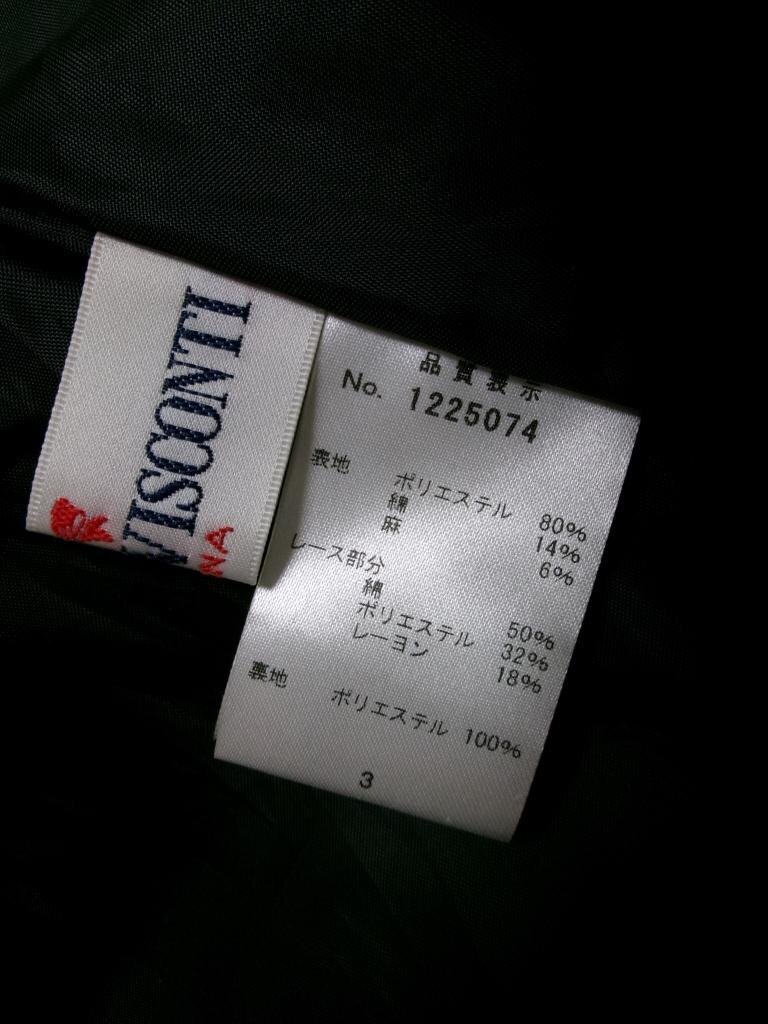 VISCONTI
NA
品質表示
No. 1225074
表地
ポリエステル 80%
綿 14%
麻 6%
レース部分
綿 50%
ポリエステル 32%
レーヨン 18%
裏地
ポリエステル 100%
3